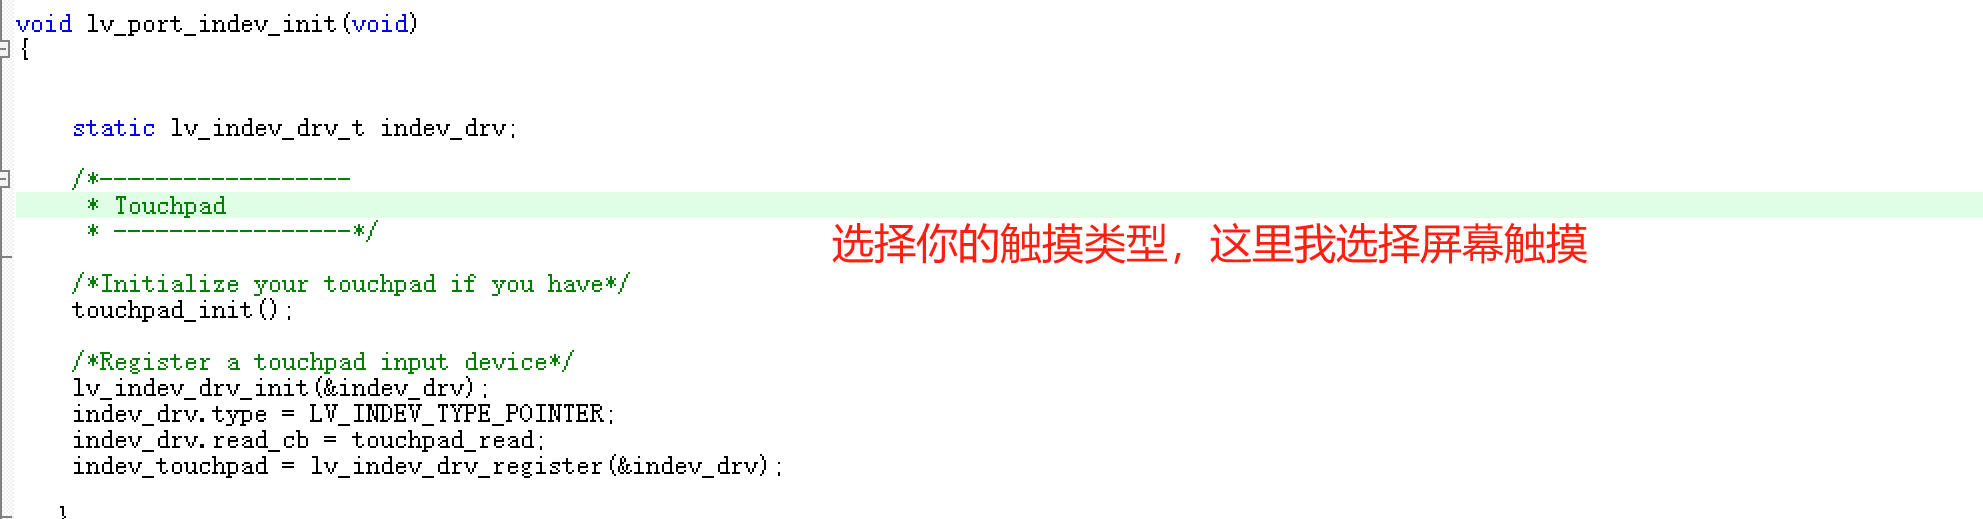 void lv_port_indev_init(void)
{
static lv_indev_drv_t indev_drv;
/*------------------
* Touchpad
* -----------------*/
选择你的触摸类型，这里我选择屏幕触摸
/*Initialize your touchpad if you have*/
touchpad_init();
/*Register a touchpad input device*/
lv_indev_drv_init(&indev_drv);
indev_drv.type = LV_INDEV_TYPE_POINTER;
indev_drv.read_cb = touchpad_read;
indev_touchpad = lv_indev_drv_register(&indev_drv);
}